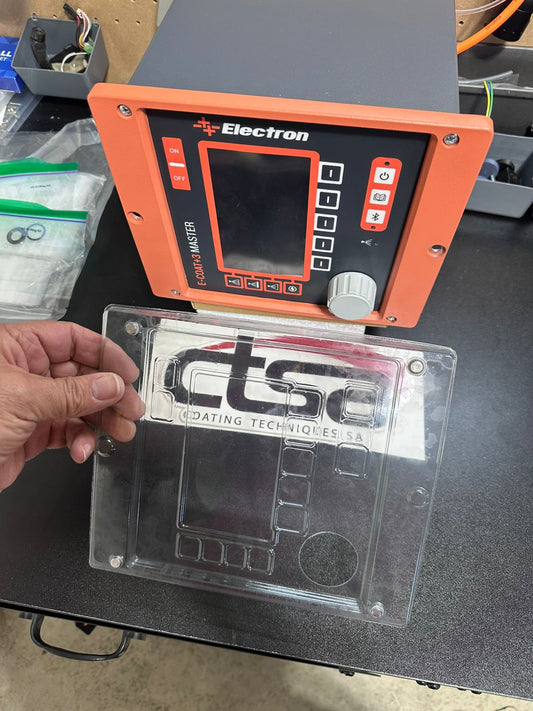 Electron
ON
OFF
E-COAT+3 MASTER
ctsa
COATING TECHNIQUES SA